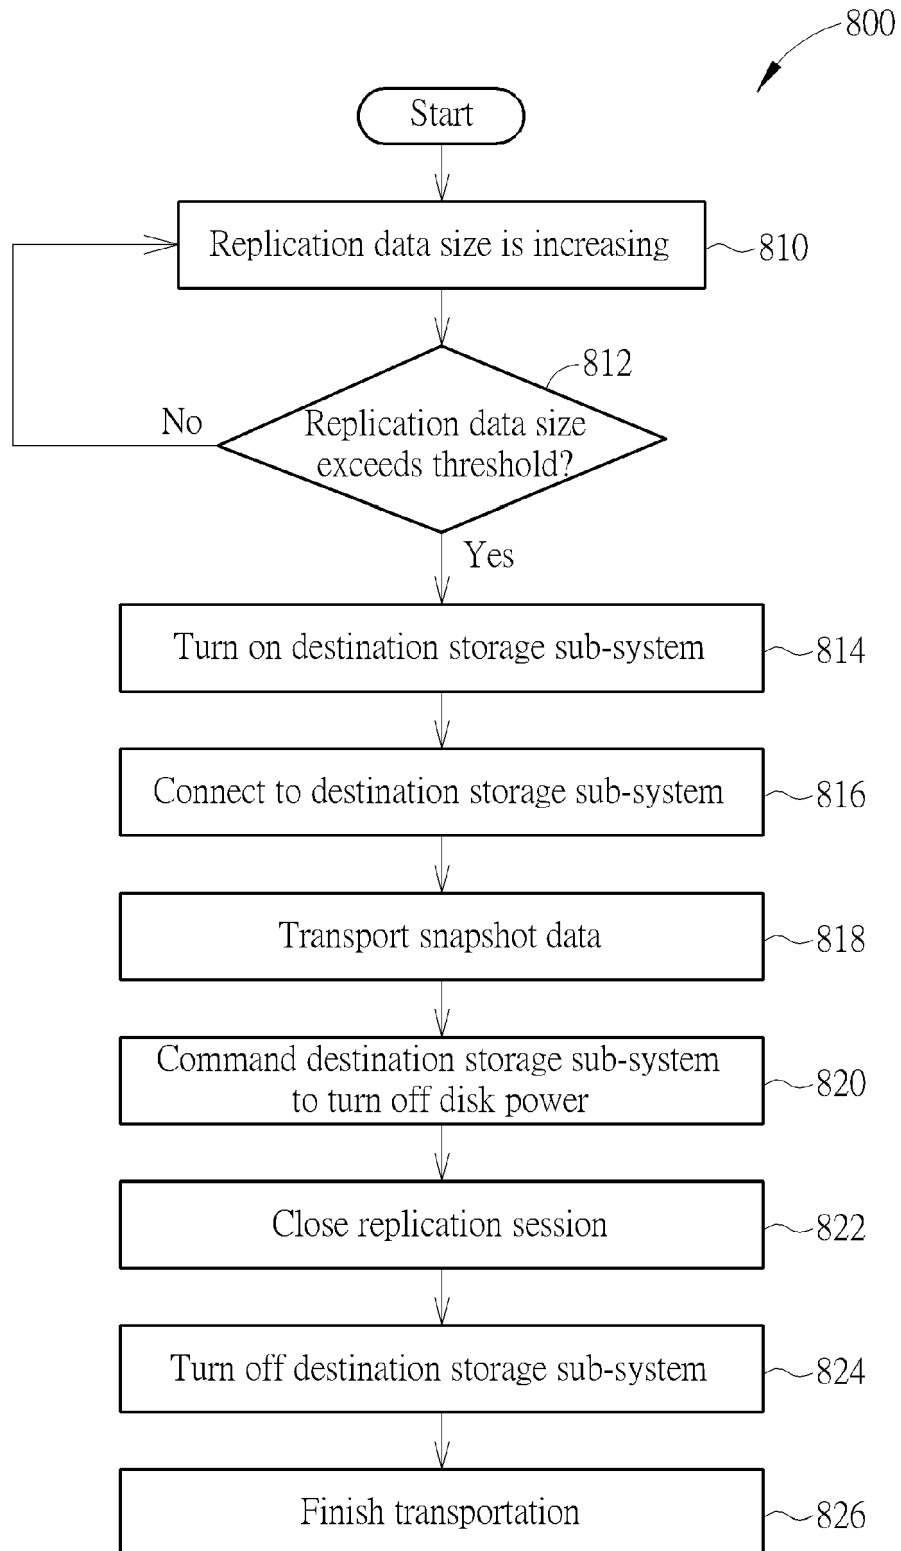 800
Start
Replication data size is increasing
810
812
Replication data size
exceeds threshold?
No
Yes
Turn on destination storage sub-system
814
Connect to destination storage sub-system
816
Transport snapshot data
818
Command destination storage sub-system
to turn off disk power
820
Close replication session
822
Turn off destination storage sub-system
824
Finish transportation
826